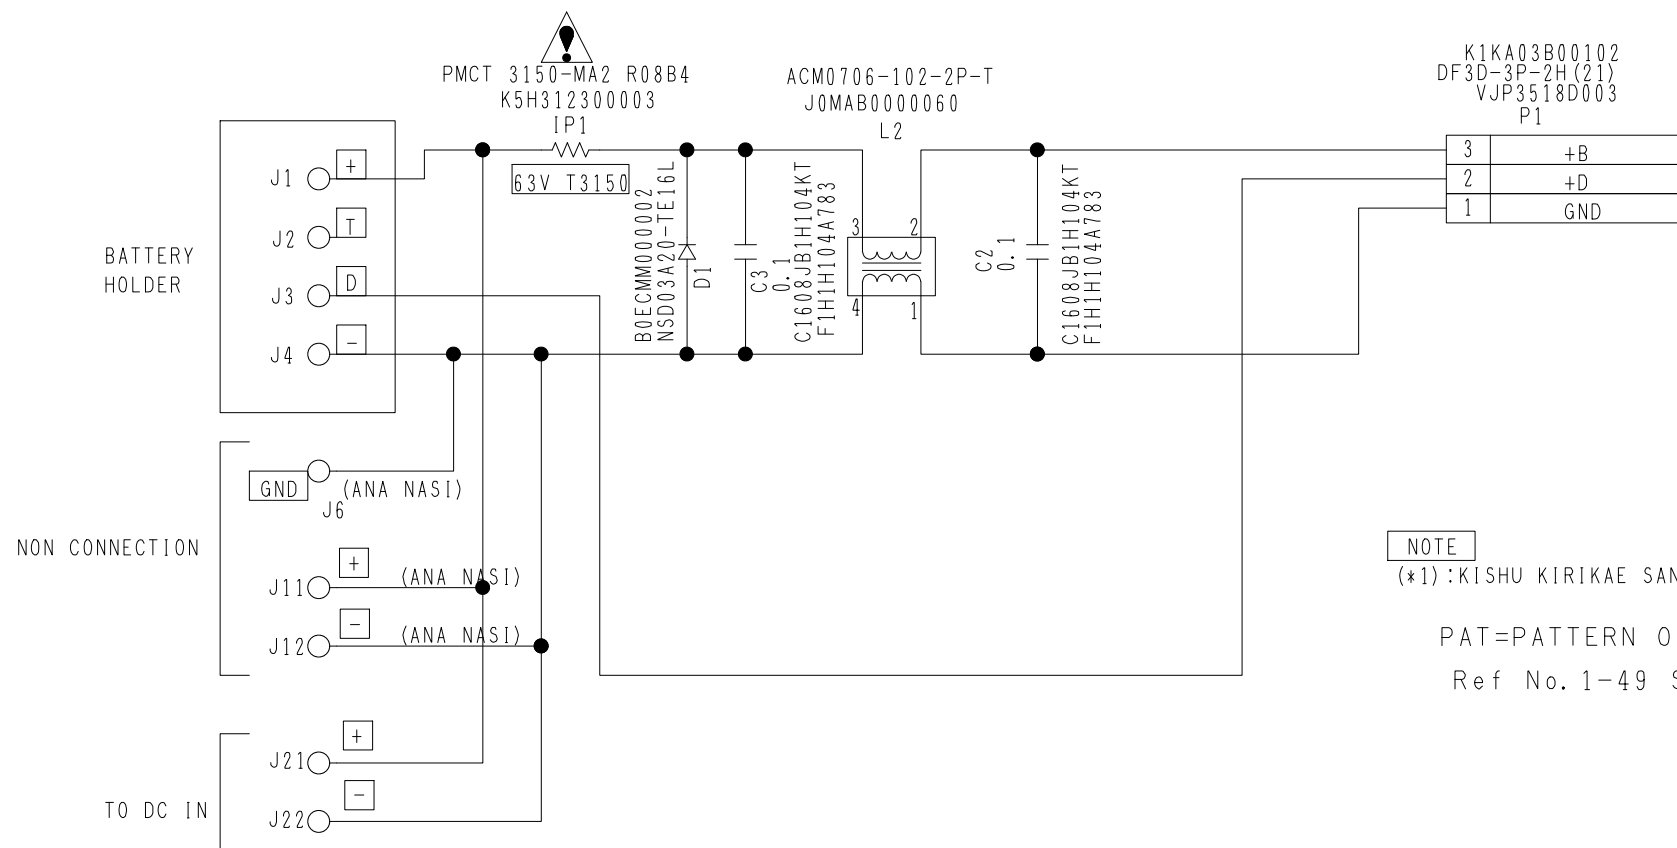 PMCT 3150-MA2 R08B4
K5H312300003
IP1
63V T3150
ACM0706-102-2P-T
J0MAB0000060
L2
K1KA03B00102
DF3D-3P-2H(21)
VJP3518D003
P1
3 +B
2 +D
1 GND
BATTERY
HOLDER
J1 +
J2 T
J3 D
J4 -
B0ECMM0000002
NSD03A20-TE16L
D1
C3
0.1
C1608JB1H104KT
F1H1H104A783
3
2
4
1
C2
0.1
C1608JB1H104KT
F1H1H104A783
NON CONNECTION
GND
(ANA NASI)
J6
J11 +
(ANA NASI)
J12 -
(ANA NASI)
TO DC IN
J21 +
J22 -
NOTE
(*1):KISHU KIRIKAE SAN
PAT=PATTERN O
Ref No.1-49 S